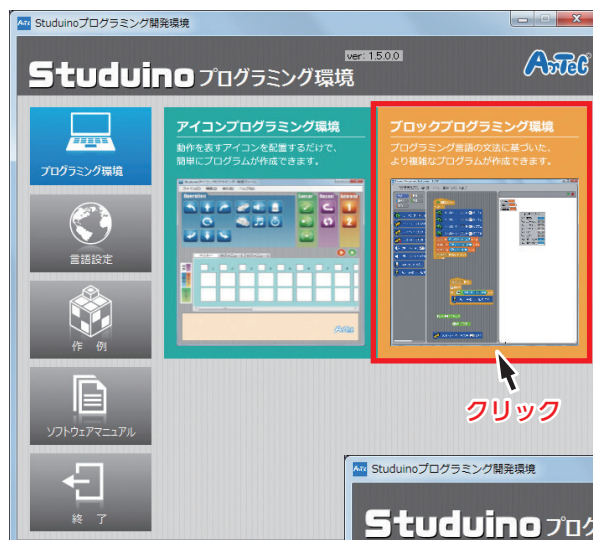 Studuinoプログラミング開発環境
ver: 1.5.0.0
Studuino プログラミング環境
ArTeC
プログラミング環境
言語設定
作 例
ソフトウェアマニュアル
終 了
アイコンプログラミング環境
動作を表すアイコンを配置するだけで、
簡単にプログラムが作成できます。
ブロックプログラミング環境
プログラミング言語の文法に基づいた、
より複雑なプログラムが作成できます。
クリック
Studuinoプログラミング開発環境
Studuino プログ